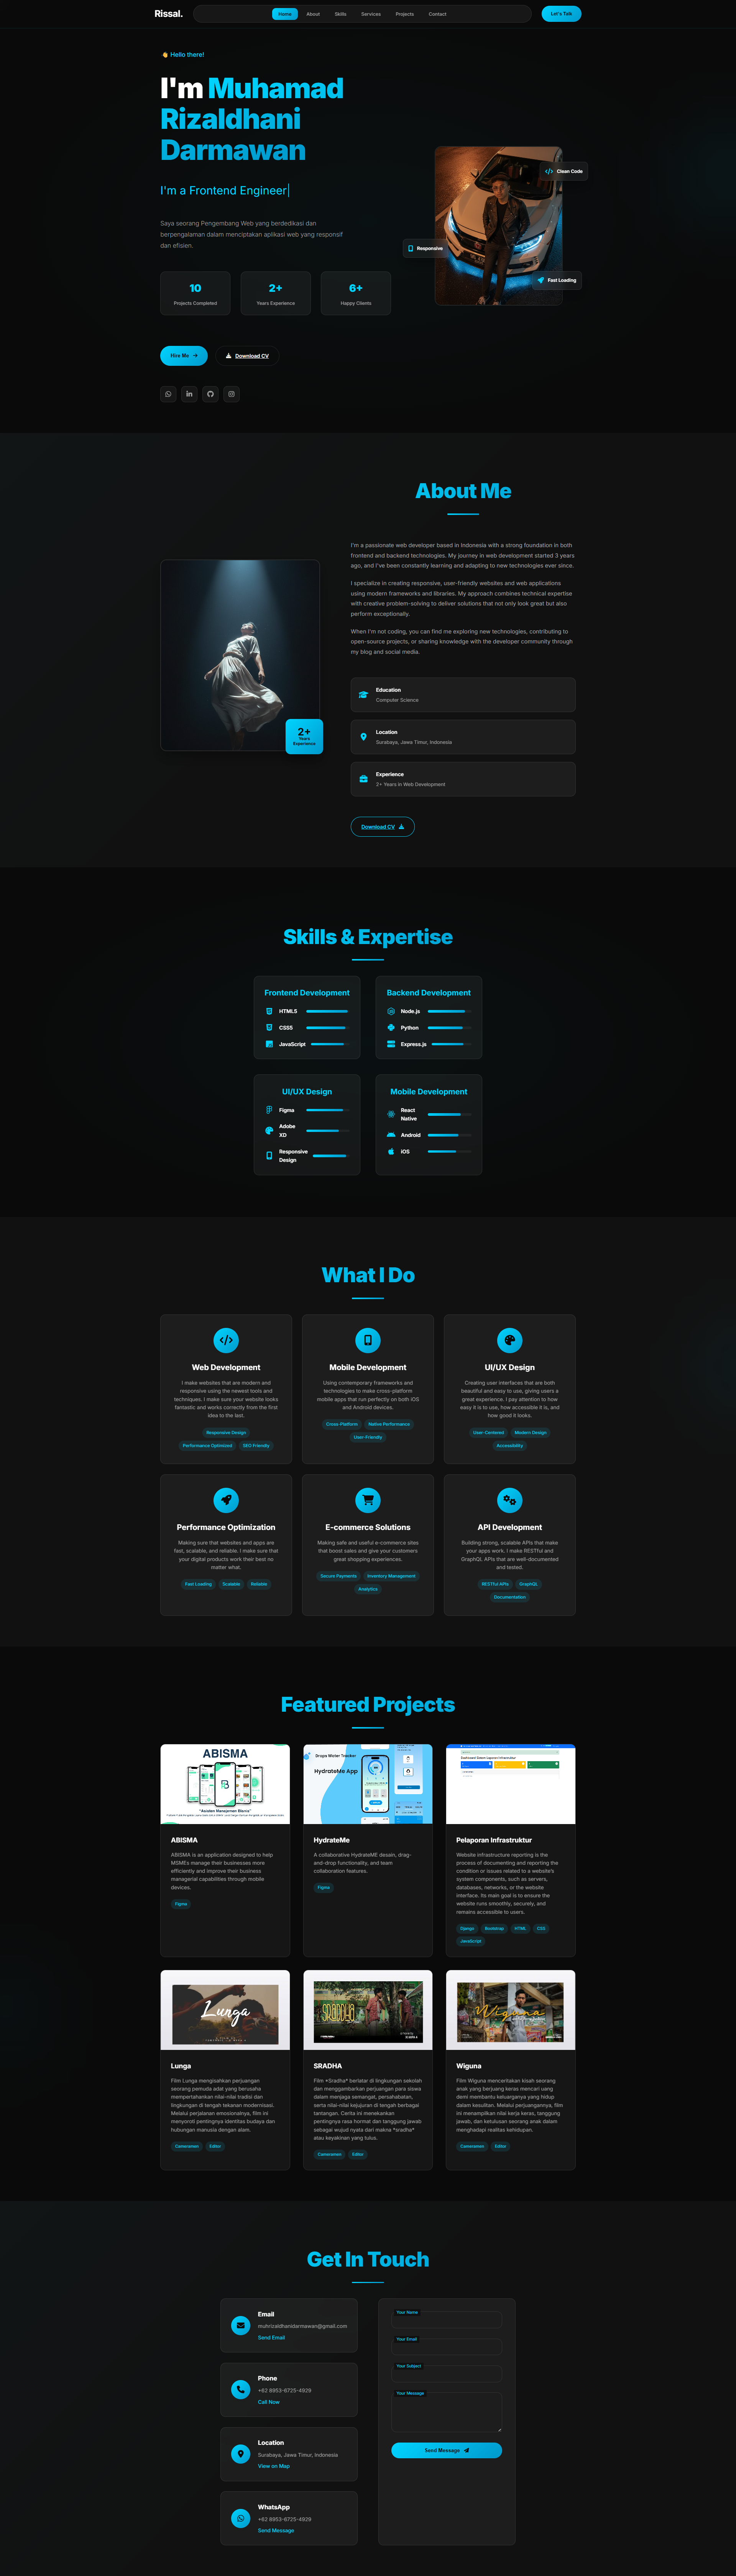 Rissal.
Home
About
Skills
Services
Projects
Contact
Let's Talk
👋 Hello there!
I'm Muhamad
Rizaldhani
Darmawan
I'm a Frontend Engineer|
Saya seorang Pengembang Web yang berdedikasi dan
berpengalaman dalam menciptakan aplikasi web yang responsif
dan efisien.
10
Projects Completed
2+
Years Experience
6+
Happy Clients
Hire Me
Download CV
Clean Code
Responsive
Fast Loading
About Me
I'm a passionate web developer based in Indonesia with a strong foundation in both
frontend and backend technologies. My journey in web development started 3 years
ago, and I've been constantly learning and adapting to new technologies ever since.
I specialize in creating responsive, user-friendly websites and web applications
using modern frameworks and libraries. My approach combines technical expertise
with creative problem-solving to deliver solutions that not only look great but also
perform exceptionally.
When I'm not coding, you can find me exploring new technologies, contributing to
open-source projects, or sharing knowledge with the developer community through
my blog and social media.
2+
Years
Experience
Education
Computer Science
Location
Surabaya, Jawa Timur, Indonesia
Experience
2+ Years in Web Development
Download CV
Skills & Expertise
Frontend Development
HTML5
CSS5
JavaScript
Backend Development
Node.js
Python
Express.js
UI/UX Design
Figma
Adobe
XD
Responsive
Design
Mobile Development
React
Native
Android
iOS
What I Do
Web Development
I make websites that are modern and
responsive using the newest tools and
techniques. I make sure your website looks
fantastic and works correctly from the first
idea to the last.
Responsive Design
Performance Optimized
SEO Friendly
Mobile Development
Using contemporary frameworks and
technologies to make cross-platform
mobile apps that run perfectly on both iOS
and Android devices.
Cross-Platform
Native Performance
User-Friendly
UI/UX Design
Creating user interfaces that are both
beautiful and easy to use, giving users a
great experience. I pay attention to how
easy it is to use, how accessible it is, and
how good it looks.
User-Centered
Modern Design
Accessibility
Performance Optimization
Making sure that websites and apps are
fast, scalable, and reliable. I make sure that
your digital products work their best no
matter what.
Fast Loading
Scalable
Reliable
E-commerce Solutions
Making safe and useful e-commerce sites
that boost sales and give your customers
great shopping experiences.
Secure Payments
Inventory Management
Analytics
API Development
Building strong, scalable APIs that make
your apps work. I make RESTful and
GraphQL APIs that are well-documented
and tested.
RESTful APIs
GraphQL
Documentation
Featured Projects
ABISMA
"Asisten Manajemen Bisnis"
ABISMA
ABISMA is an application designed to help
MSMEs manage their businesses more
efficiently and improve their business
managerial capabilities through mobile
devices.
Figma
Drupe Water Tracker
HydrateMe App
HydrateMe
A collaborative HydrateME desain, drag-
and-drop functionality, and team
collaboration features.
Figma
Pelaporan Infrastruktur
Website infrastructure reporting is the
process of documenting and reporting the
condition or issues related to a website's
system components, such as servers,
databases, networks, or the website
interface. Its main goal is to ensure the
website runs smoothly, securely, and
remains accessible to users.
Django
Bootstrap
HTML
CSS
JavaScript
Lunga
Lunga
Film Lunga mengisahkan perjuangan
seorang pemuda adat yang berusaha
mempertahankan nilai-nilai tradisi dan
lingkungan di tengah tekanan modernisasi.
Melalui perjalanan emosionalnya, film ini
menyoroti pentingnya identitas budaya dan
hubungan manusia dengan alam.
Cameramen
Editor
SRADDHA
SRADHA
Film *Sradha* berlatar di lingkungan sekolah
dan menggambarkan perjuangan para siswa
dalam menjaga semangat, persahabatan,
serta nilai-nilai kejujuran di tengah berbagai
tantangan. Cerita ini menekankan
pentingnya rasa hormat dan tanggung jawab
sebagai wujud nyata dari makna *sradha*
atau keyakinan yang tulus.
Cameramen
Editor
Wiguna
Wiguna
Film Wiguna menceritakan kisah seorang
anak yang berjuang keras mencari uang
demi membantu keluarganya yang hidup
dalam kesulitan. Melalui perjuangannya, film
ini menampilkan nilai kerja keras, tanggung
jawab, dan ketulusan seorang anak dalam
menghadapi realitas kehidupan.
Cameramen
Editor
Get In Touch
Email
muhrizaldhanidarmawan@gmail.com
Send Email
Phone
+62 8953-6725-4929
Call Now
Location
Surabaya, Jawa Timur, Indonesia
View on Map
WhatsApp
+62 8953-6725-4929
Send Message
Your Name
Your Email
Your Subject
Your Message
Send Message